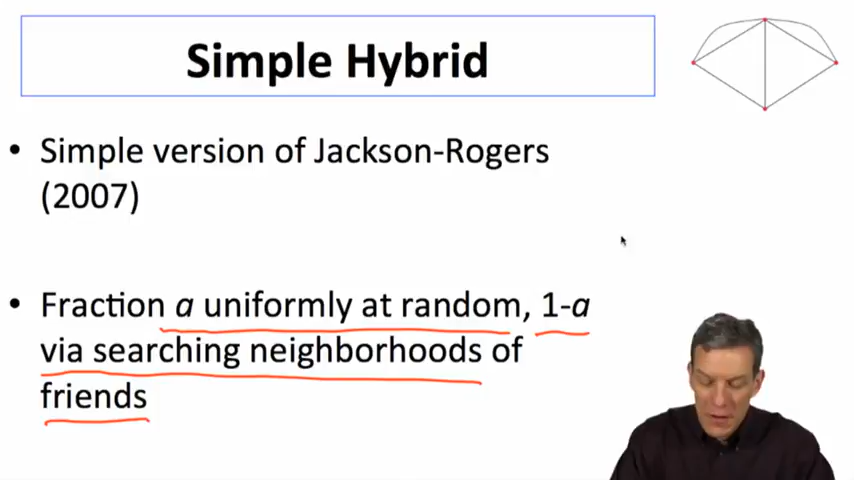 Simple Hybrid
• Simple version of Jackson-Rogers
(2007)
• Fraction a uniformly at random, 1-a
via searching neighborhoods of
friends